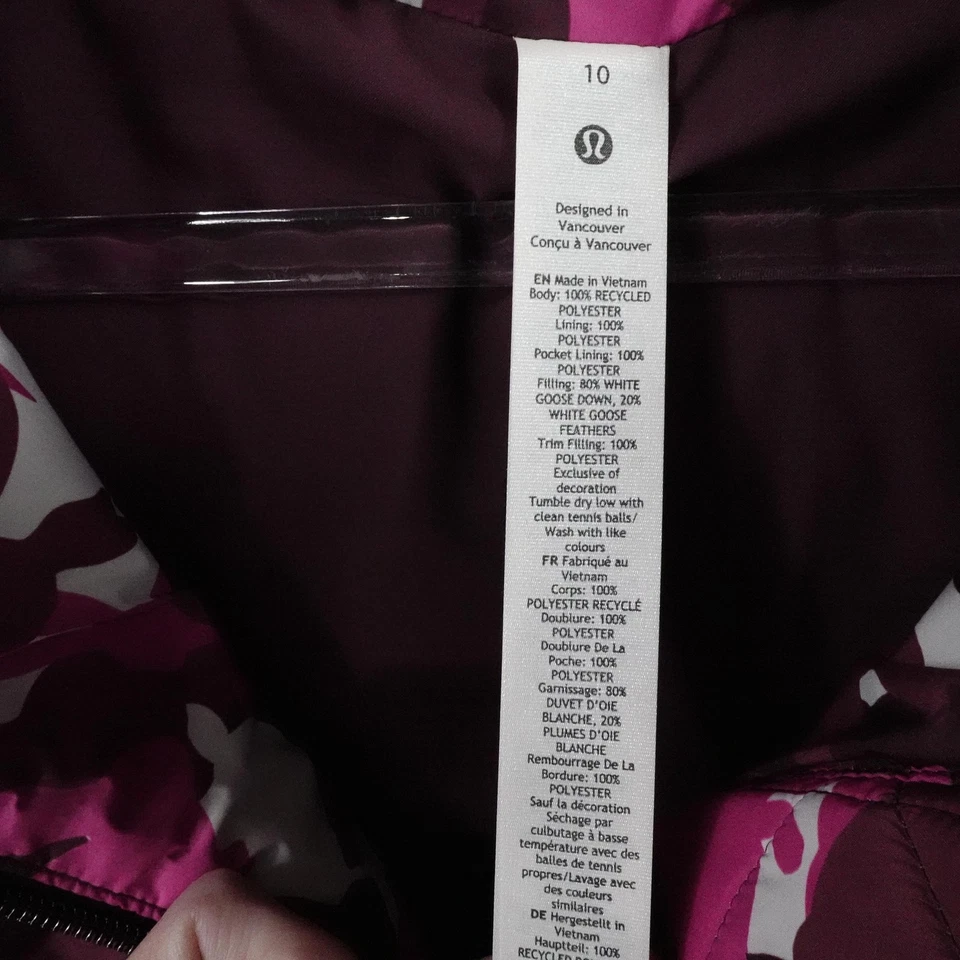 10
Designed in
Vancouver
Conçu à Vancouver
EN Made in Vietnam
Body: 100% RECYCLED
POLYESTER
Lining: 100%
POLYESTER
Pocket Lining: 100%
POLYESTER
Filling: 80% WHITE
GOOSE DOWN, 20%
WHITE GOOSE
FEATHERS
Trim Filling: 100%
POLYESTER
Exclusive of
decoration
Tumble dry low with
clean tennis balls/
Wash with like
colours
FR Fabriqué au
Vietnam
Corps: 100%
POLYESTER RECYCLÉ
Doublure: 100%
POLYESTER
Doublure De La
Poche: 100%
POLYESTER
Garnissage: 80%
DUVET D'OIE
BLANCHE, 20%
PLUMES D'OIE
BLANCHE
Rembourrage De La
Bordure: 100%
POLYESTER
Sauf la décoration
Séchage par
culbutage à basse
température avec des
balles de tennis
propres/Lavage avec
des couleurs
similaires
DE Hergestellt in
Vietnam
Hauptteil: 100%
RECYCLED